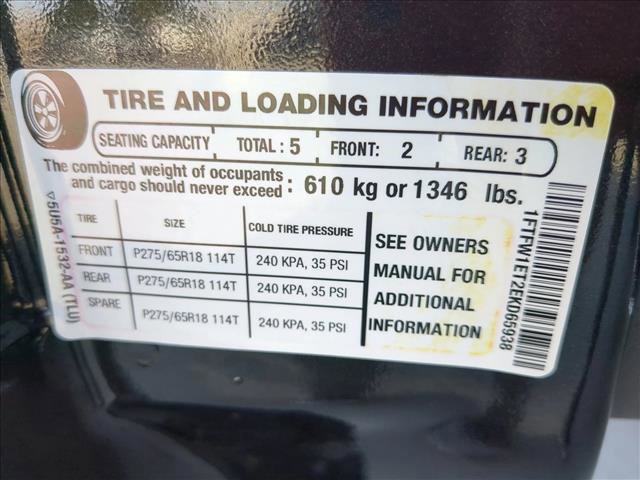 TIRE AND LOADING INFORMATION
SEATING CAPACITY TOTAL : 5 FRONT: 2 REAR: 3
The combined weight of occupants
and cargo should never exceed : 610 kg or 1346 lbs.
TIRE SIZE COLD TIRE PRESSURE
FRONT P275/65R18 114T 240 KPA, 35 PSI
REAR P275/65R18 114T 240 KPA, 35 PSI
SPARE P275/65R18 114T 240 KPA, 35 PSI
SEE OWNERS
MANUAL FOR
ADDITIONAL
INFORMATION
5U5A-1532-AA (TLU)
1FTFW1ET2EKD65938